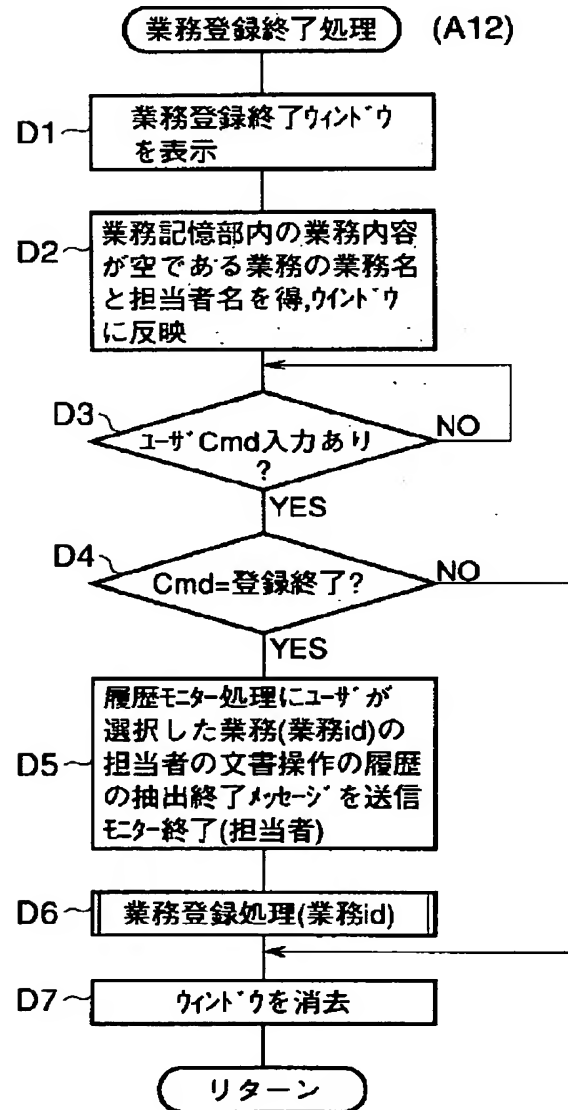 業務登録終了処理 (A12)
D1
業務登録終了ウィンドウ
を表示
D2
業務記憶部内の業務内容
が空である業務の業務名
と担当者名を得,ウインドウ
に反映
D3
ユーザCmd入力あり
?
NO
YES
D4
Cmd=登録終了?
NO
YES
D5
履歴モニター処理にユーザが
選択した業務(業務id)の
担当者の文書操作の履歴
の抽出終了メッセージを送信
モニター終了(担当者)
D6
業務登録処理(業務id)
D7
ウィンドウを消去
リターン